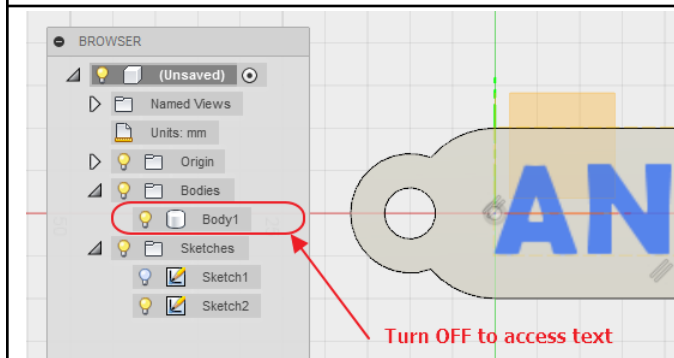 BROWSER
(Unsaved)
Named Views
Units: mm
Origin
Bodies
Body1
Sketches
Sketch1
Sketch2
AN
Turn OFF to access text